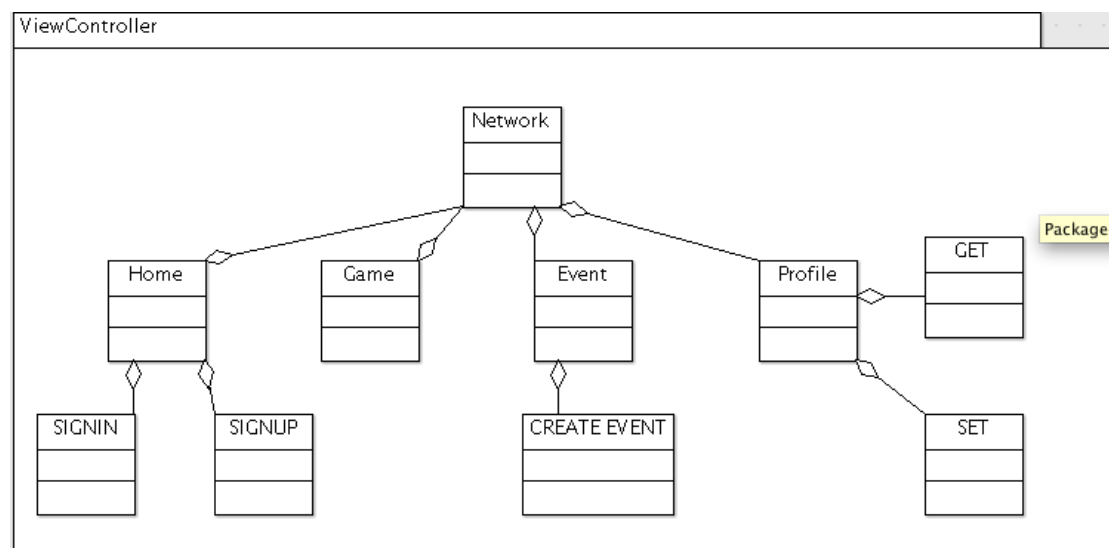 ViewController
Network
Package
Home
Game
Event
Profile
GET
SIGNIN
SIGNUP
CREATE EVENT
SET